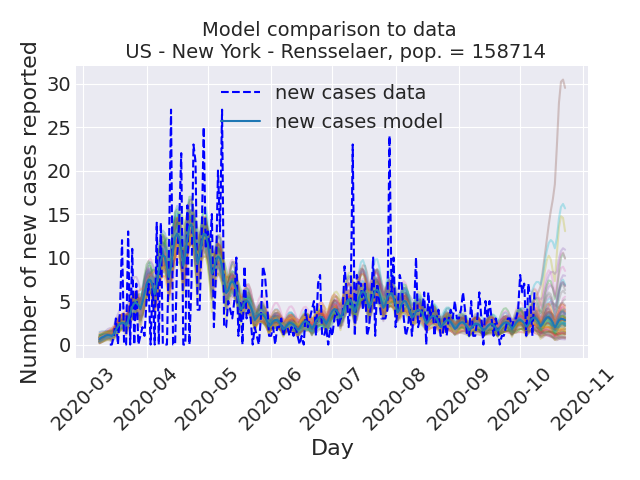 Model comparison to data
US - New York - Rensselaer, pop. = 158714
Number of new cases reported
30
25
20
15
10
5
0
new cases data
new cases model
2020-03
2020-04
2020-05
2020-06
2020-07
2020-08
2020-09
2020-10
2020-11
Day